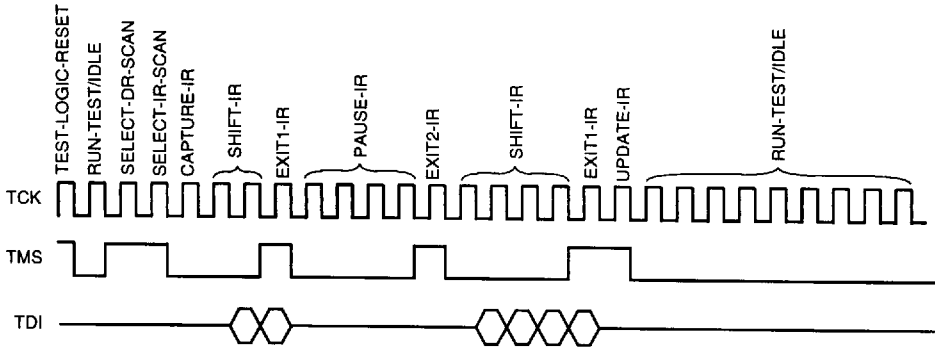 TEST-LOGIC-RESET
RUN-TEST/IDLE
SELECT-DR-SCAN
SELECT-IR-SCAN
CAPTURE-IR
SHIFT-IR
EXIT1-IR
PAUSE-IR
EXIT2-IR
SHIFT-IR
EXIT1-IR
UPDATE-IR
RUN-TEST/IDLE
TCK
TMS
TDI